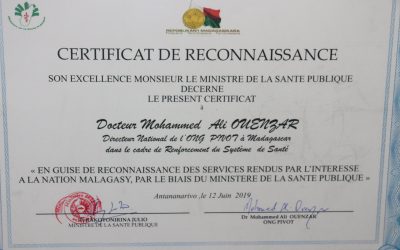 REPOBLIKAN'I MADAGASIKARA
CERTIFICAT DE RECONNAISSANCE
SON EXCELLENCE MONSIEUR LE MINISTRE DE LA SANTE PUBLIQUE
DECERNE
LE PRESENT CERTIFICAT
à
Docteur Mohammed Ali OUENZAR
Directeur National de l'ONG PIVOT à Madagascar
dans le cadre de Renforcement du Système de Santé
« EN GUISE DE RECONNAISSANCE DES SERVICES RENDUS PAR L'INTERESSE
A LA NATION MALAGASY, PAR LE BIAIS DU MINISTERE DE LA SANTE PUBLIQUE »
Antananarivo, le 12 Juin 2019
RAKOTONIRINA JULIO
MINISTRE DE LA SANTÉ PUBLIQUE
Dr Mohammed Ali OUENZAR
ONG PIVOT